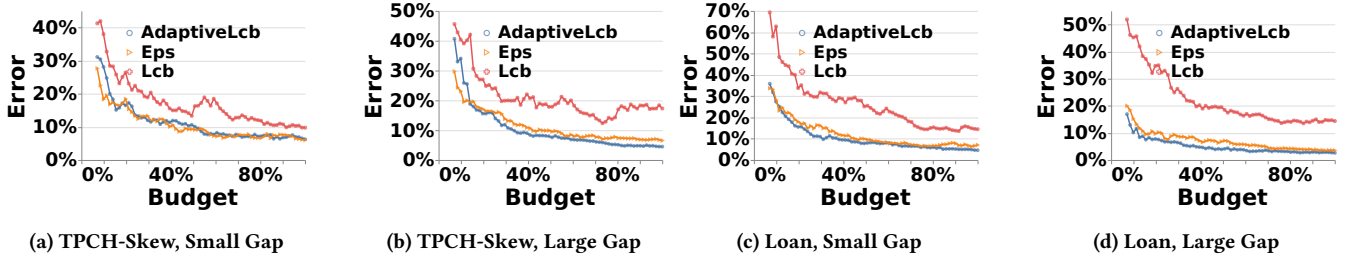 40%
30%
20%
10%
0%
Error
AdaptiveLcb
Eps
Lcb
0%
40%
80%
Budget
(a) TPCH-Skew, Small Gap
50%
40%
30%
20%
10%
0%
Error
AdaptiveLcb
Eps
Lcb
0%
40%
80%
Budget
(b) TPCH-Skew, Large Gap
70%
60%
50%
40%
30%
20%
10%
0%
Error
AdaptiveLcb
Eps
Lcb
0%
40%
80%
Budget
(c) Loan, Small Gap
50%
40%
30%
20%
10%
0%
Error
AdaptiveLcb
Eps
Lcb
0%
40%
80%
Budget
(d) Loan, Large Gap